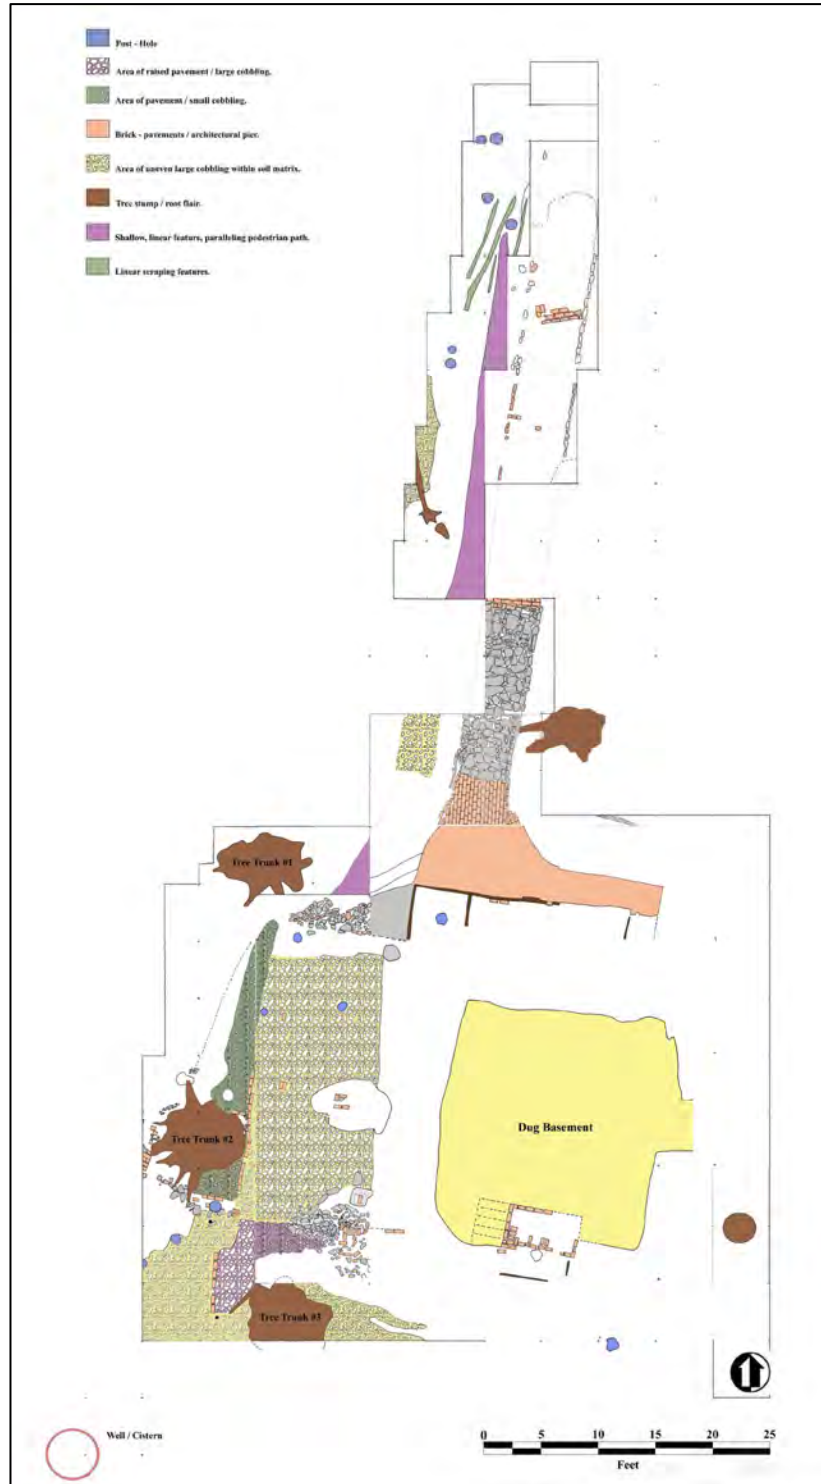 Post - Hole
Area of raised pavement / large cobbling.
Area of pavement / small cobbling.
Brick - pavements / architectural pier.
Area of uneven large cobbling within soil matrix.
Tree stump / root flair.
Shallow, linear feature, paralleling pedestrian path.
Linear scraping features.
Tree Trunk #1
Tree Trunk #2
Dug Basement
Tree Trunk #3
Well / Cistern
0 5 10 15 20 25
Feet